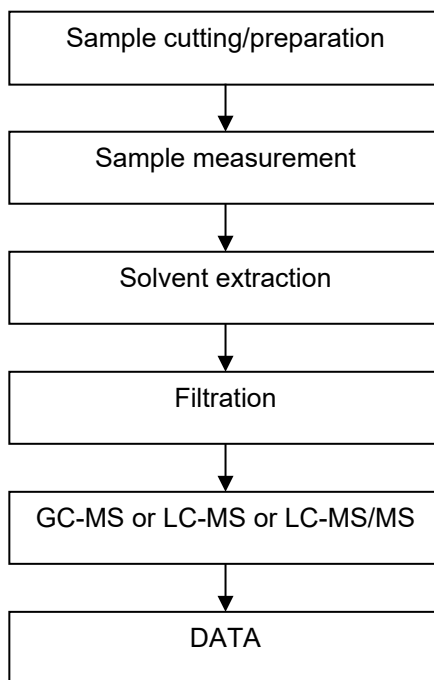 Sample cutting/preparation
Sample measurement
Solvent extraction
Filtration
GC-MS or LC-MS or LC-MS/MS
DATA